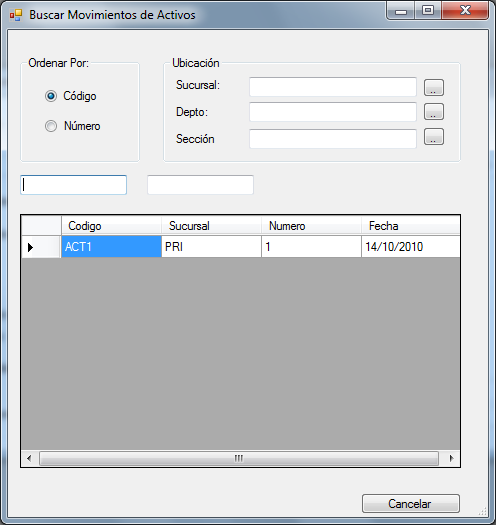 Buscar Movimientos de Activos
Ordenar Por:
Código
Número
Ubicación
Sucursal:
..
Depto:
..
Sección
..
Codigo Sucursal Numero Fecha
ACT1 PRI 1 14/10/2010
Cancelar